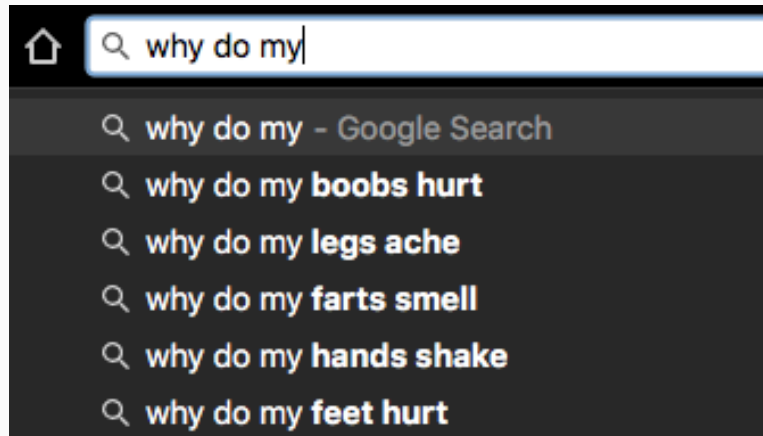 why do my
why do my - Google Search
why do my boobs hurt
why do my legs ache
why do my farts smell
why do my hands shake
why do my feet hurt